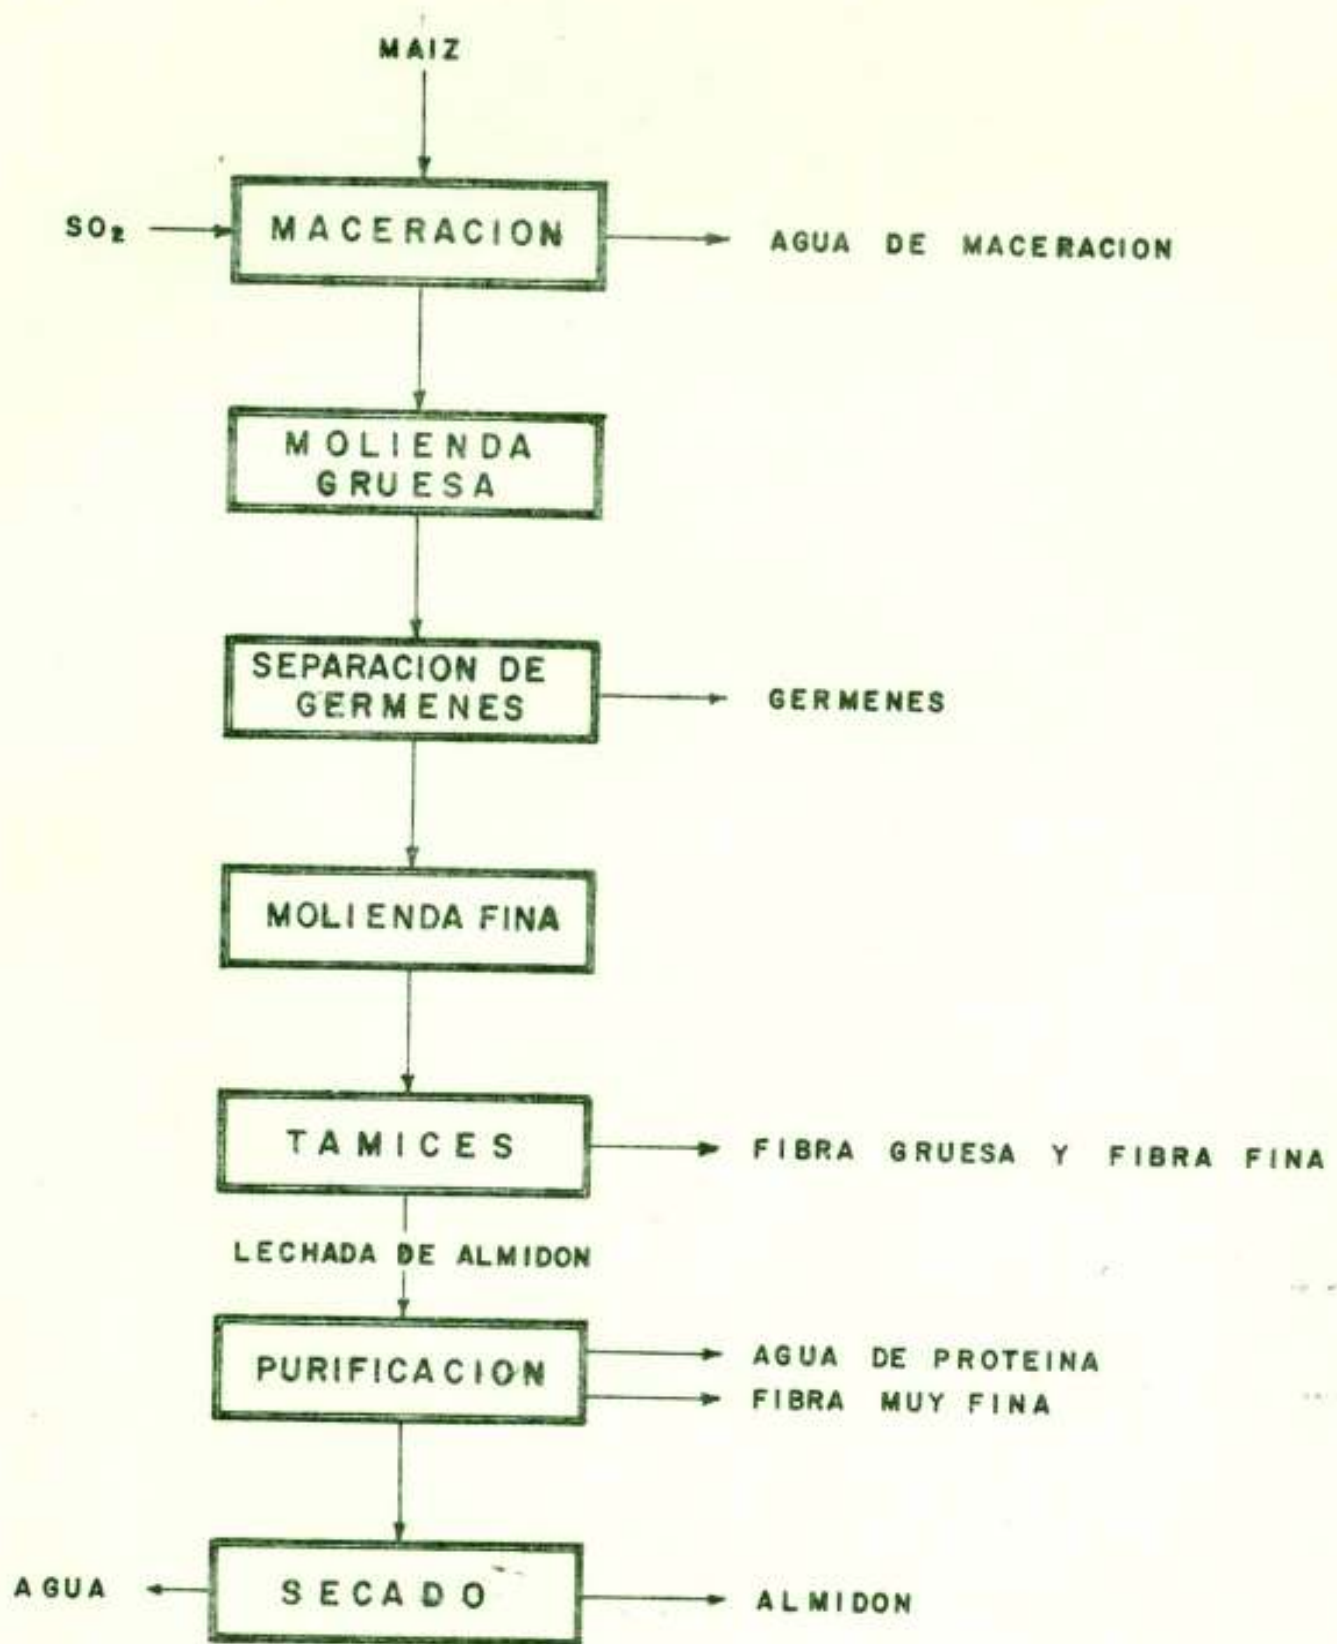 MAIZ
SO₂
MACERACION
AGUA DE MACERACION
MOLIENDA
GRUESA
SEPARACION DE
GERMENES
GERMENES
MOLIENDA FINA
TAMICES
FIBRA GRUESA Y FIBRA FINA
LECHADA DE ALMIDON
PURIFICACION
AGUA DE PROTEINA
FIBRA MUY FINA
AGUA
SECADO
ALMIDON